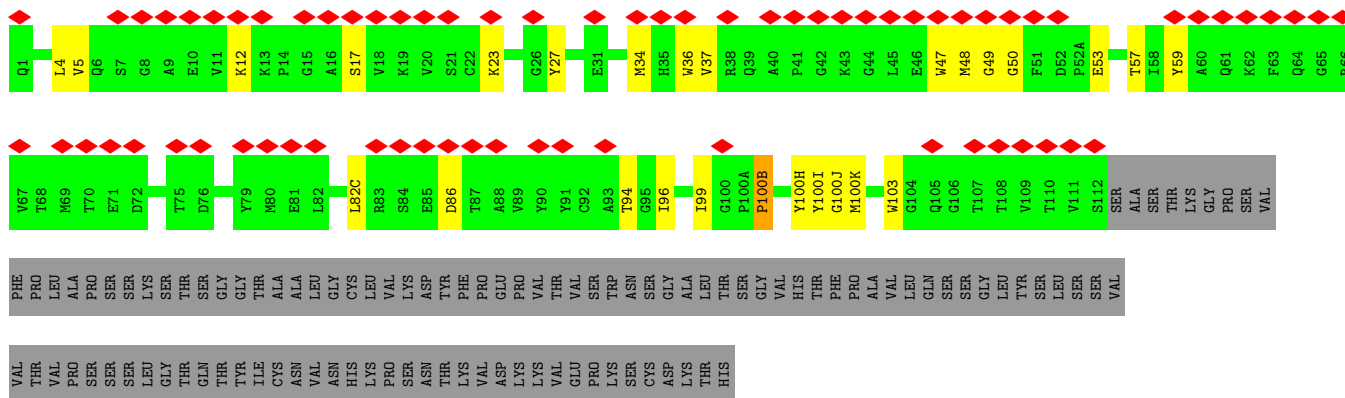 Q1 L4 V5 Q6 S7 G8 A9 E10 V11 K12 K13 P14 G15 A16 S17 V18 K19 V20 S21 C22 K23 G26 Y27 E31 M34 H35 W36 V37 R38 Q39 A40 P41 G42 K43 G44 L45 E46 W47 M48 G49 G50 F51 D52 P52A E53 T57 I58 Y59 A60 Q61 K62 F63 Q64 G65 R66
V67 T68 M69 T70 E71 D72 T75 D76 Y79 M80 E81 L82 L82C R83 S84 E85 D86 T87 A88 V89 Y90 Y91 C92 A93 T94 G95 I96 I99 G100 P100A P100B Y100H Y100I G100J M100K W103 G104 Q105 G106 T107 T108 V109 T110 V111 S112 SER ALA SER THR LYS GLY PRO SER VAL
PHE PRO LEU ALA PRO SER SER LYS SER THR SER GLY GLY THR ALA ALA LEU GLY CYS LEU VAL LYS ASP TYR PHE PRO GLU PRO VAL THR VAL SER TRP ASN SER GLY ALA LEU THR SER GLY VAL HIS THR PHE PRO ALA VAL LEU GLN SER SER GLY LEU TYR SER LEU SER SER VAL
VAL THR VAL PRO SER SER SER LEU GLY THR GLN THR TYR ILE CYS ASN VAL ASN HIS LYS PRO SER ASN THR LYS VAL ASP LYS LYS VAL GLU PRO LYS SER CYS ASP LYS THR HIS